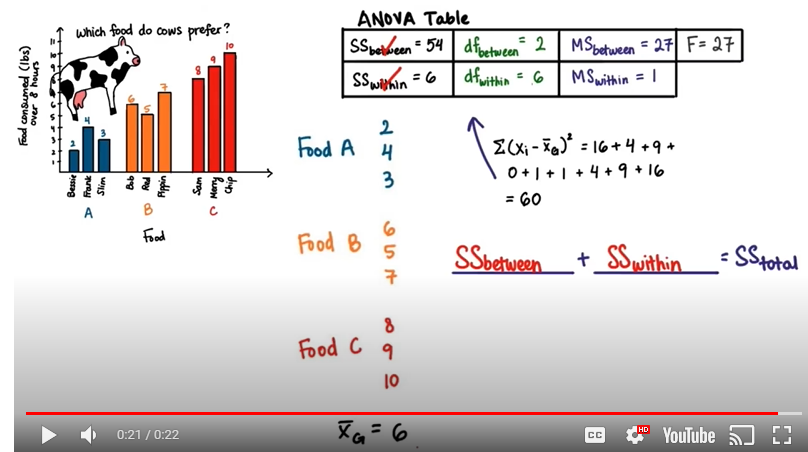 ANOVA Table
SSbetween = 54
dfbetween = 2
MSbetween = 27
F = 27
SSwithin = 6
dfwithin = 6
MSwithin = 1
Which food do cows prefer?
Food consumed (lbs)
over 8 hours
11
10
9
8
7
6
5
4
3
2
1
2
4
3
6
5
7
8
9
10
Bessie
Frank
Slim
Bob
Red
Pippin
Sam
Merry
Chip
A
B
C
Food
Food A
2
4
3
Food B
6
5
7
Food C
8
9
10
Σ(xi - x̄G)² = 16 + 4 + 9 +
0 + 1 + 1 + 4 + 9 + 16
= 60
SSbetween + SSwithin = SStotal
x̄G = 6
0:21 / 0:22
CC
HD
YouTube